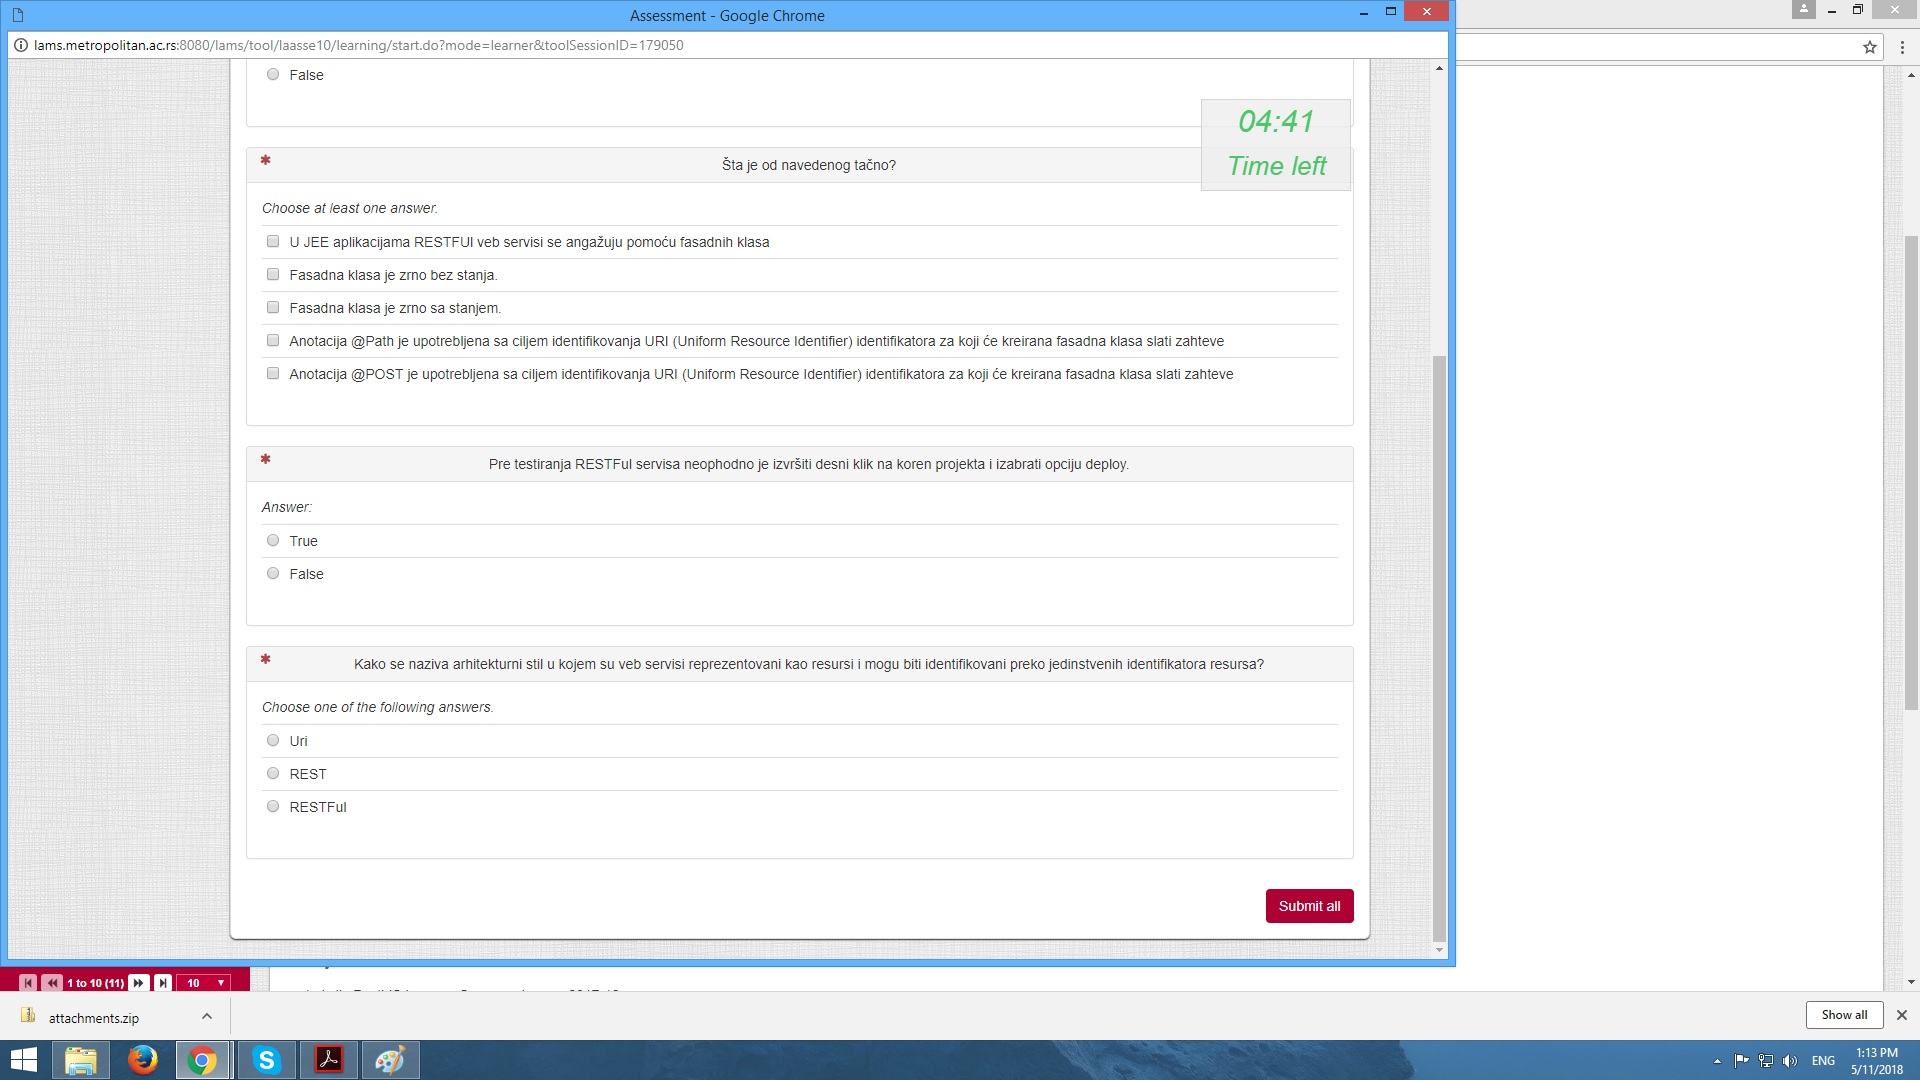 Assessment - Google Chrome
lams.metropolitan.ac.rs:8080/lams/tool/laasse10/learning/start.do?mode=learner&toolSessionID=179050
False
04:41
Time left
Šta je od navedenog tačno?
Choose at least one answer.
U JEE aplikacijama RESTFUl veb servisi se angažuju pomoću fasadnih klasa
Fasadna klasa je zrno bez stanja.
Fasadna klasa je zrno sa stanjem.
Anotacija @Path je upotrebljena sa ciljem identifikovanja URI (Uniform Resource Identifier) identifikatora za koji će kreirana fasadna klasa slati zahteve
Anotacija @POST je upotrebljena sa ciljem identifikovanja URI (Uniform Resource Identifier) identifikatora za koji će kreirana fasadna klasa slati zahteve
Pre testiranja RESTFul servisa neophodno je izvršiti desni klik na koren projekta i izabrati opciju deploy.
Answer:
True
False
Kako se naziva arhitekturni stil u kojem su veb servisi reprezentovani kao resursi i mogu biti identifikovani preko jedinstvenih identifikatora resursa?
Choose one of the following answers.
Uri
REST
RESTFul
Submit all
1 to 10 (11)
10
attachments.zip
Show all
ENG
1:13 PM
5/11/2018